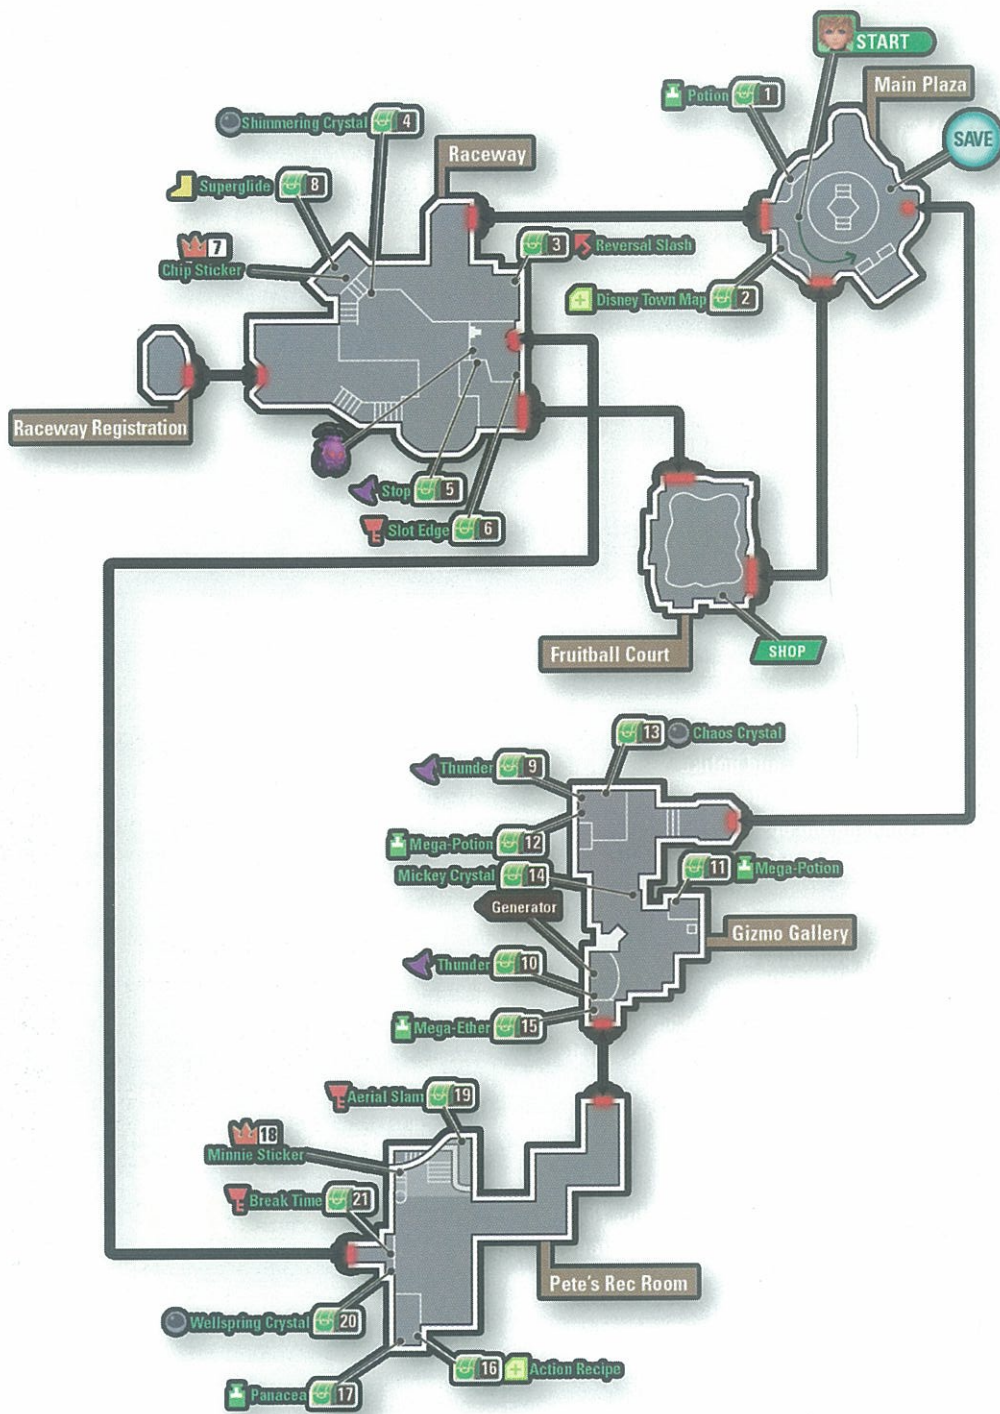 START
Main Plaza
Potion 1
SAVE
Shimmering Crystal 4
Raceway
Superglide 8
7
Chip Sticker
3 Reversal Slash
Disney Town Map 2
Raceway Registration
Stop 5
Slot Edge 6
Fruitball Court
SHOP
13 Chaos Crystal
Thunder 9
Mega-Potion 12
11 Mega-Potion
Mickey Crystal 14
Generator
Gizmo Gallery
Thunder 10
Mega-Ether 15
Aerial Slam 19
18
Minnie Sticker
Break Time 21
Pete's Rec Room
Wellspring Crystal 20
16 Action Recipe
Panacea 17